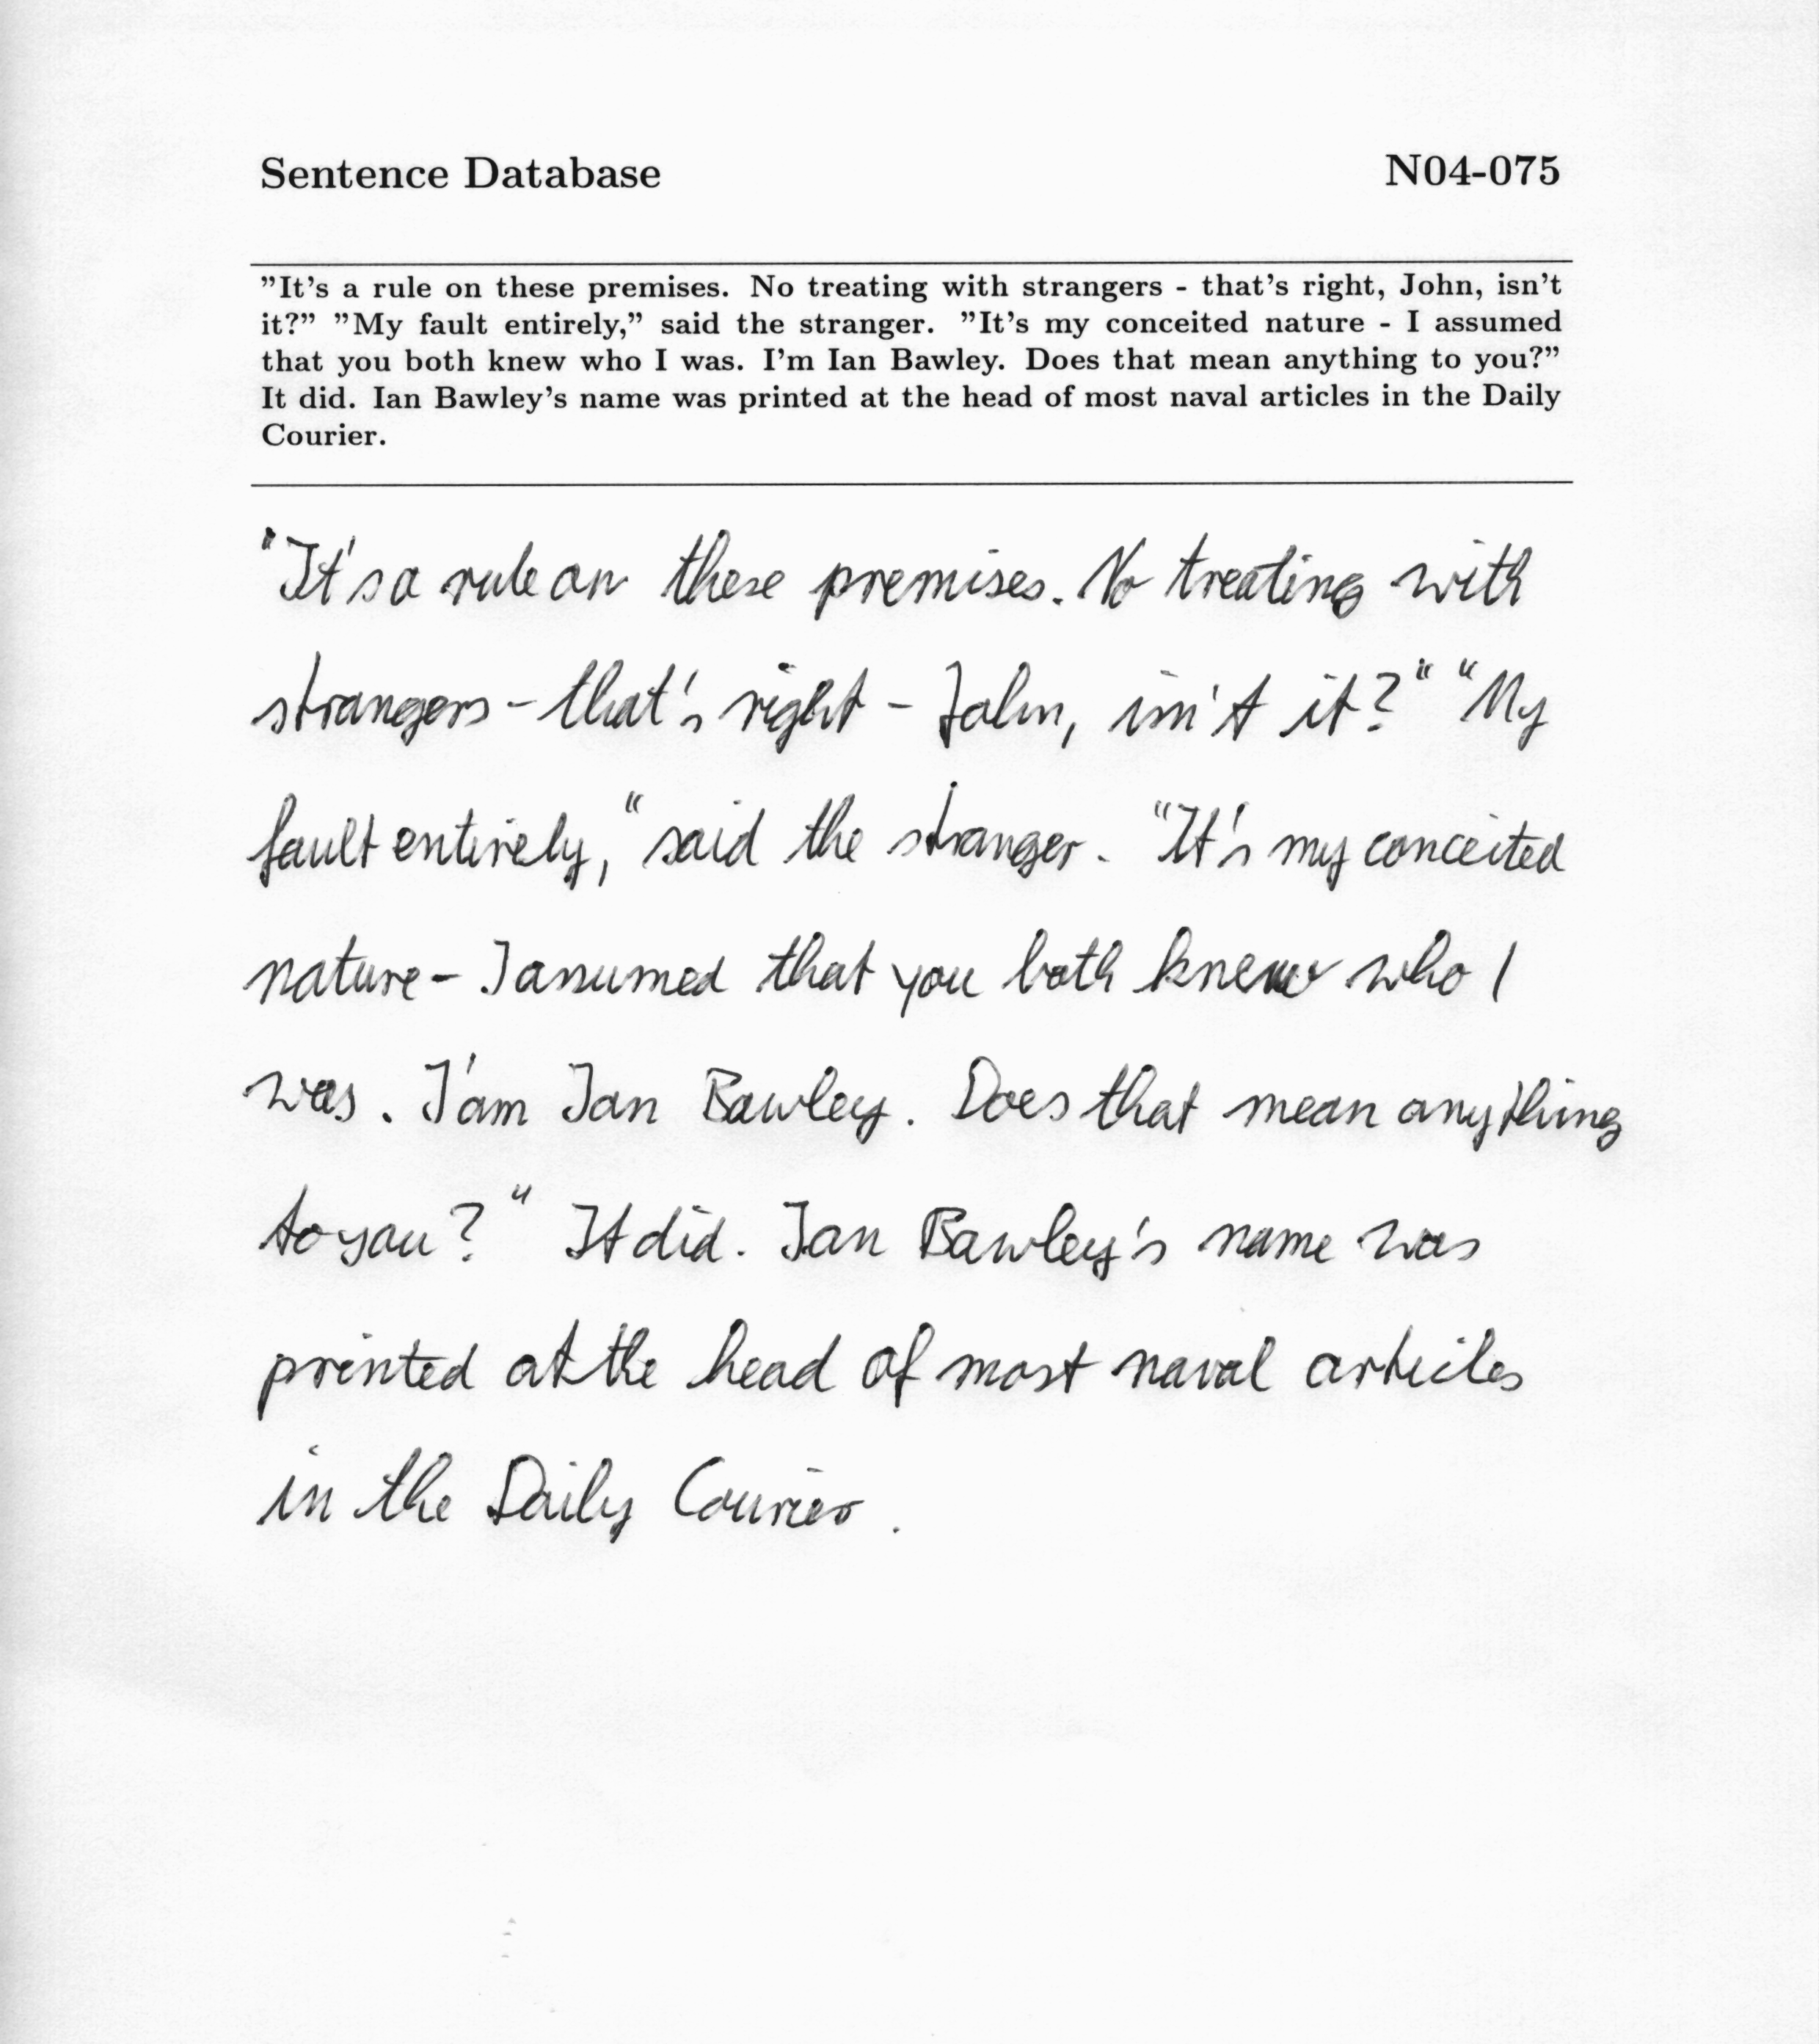 Sentence Database N04-075
"It's a rule on these premises. No treating with strangers - that's right, John, isn't
it?" "My fault entirely," said the stranger. "It's my conceited nature - I assumed
that you both knew who I was. I'm Ian Bawley. Does that mean anything to you?"
It did. Ian Bawley's name was printed at the head of most naval articles in the Daily
Courier.
"It's a rule on these premises. No treating with
strangers - that's right - John, isn't it?" "My
fault entirely," said the stranger. "It's my conceited
nature - I assumed that you both knew who I
was. I'am Ian Bawley. Does that mean anything
to you?" It did. Ian Bawley's name was
printed at the head of most naval articles
in the Daily Courier.